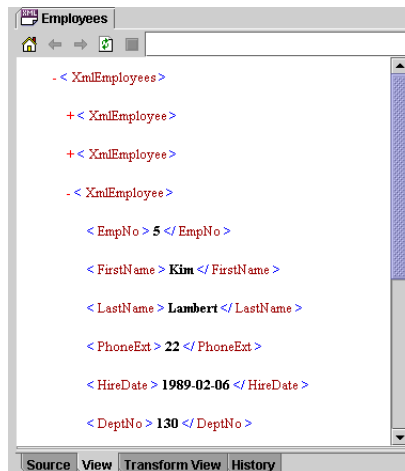 XML Employees
- < XmlEmployees >
+ < XmlEmployee >
+ < XmlEmployee >
- < XmlEmployee >
< EmpNo > 5 </ EmpNo >
< FirstName > Kim </ FirstName >
< LastName > Lambert </ LastName >
< PhoneExt > 22 </ PhoneExt >
< HireDate > 1989-02-06 </ HireDate >
< DeptNo > 130 </ DeptNo >
Source View Transform View History